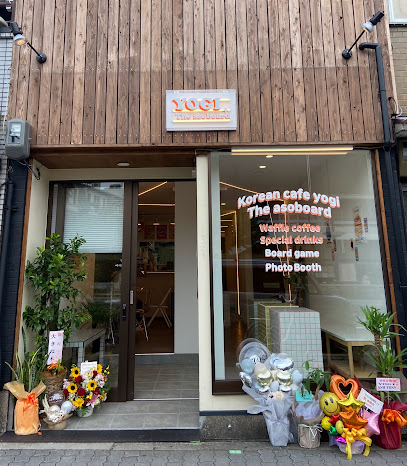 YOGI
The asoboard
Korean cafe yogi
The asoboard
Waffle coffee
Special drinks
Board game
Photo Booth